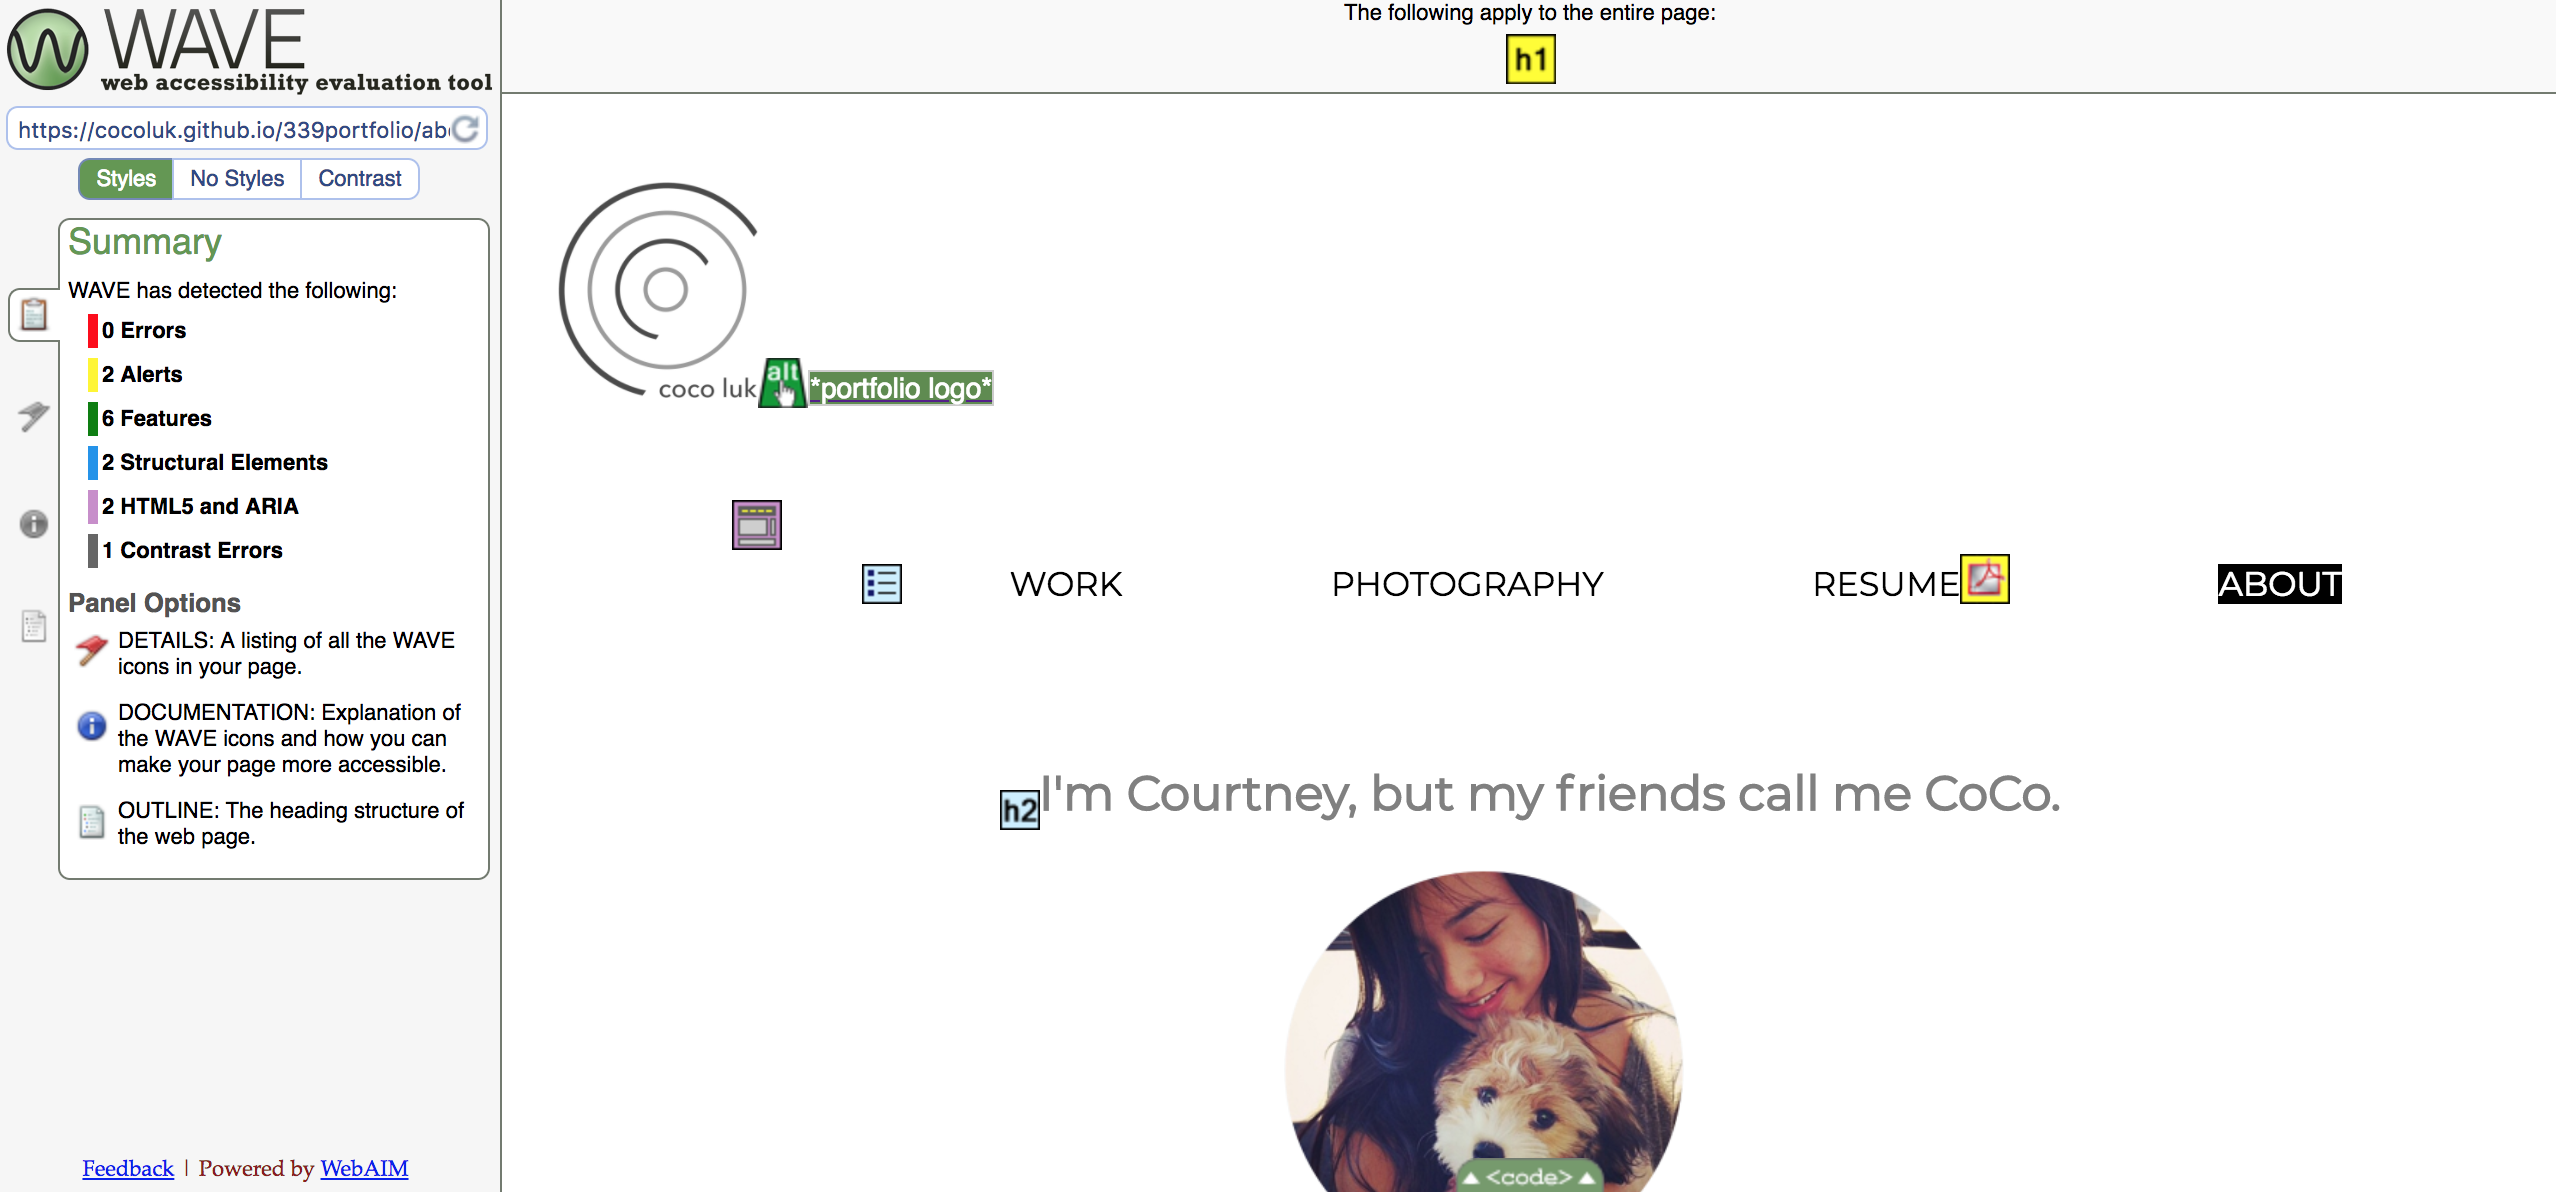 WAVE
web accessibility evaluation tool
https://cocoluk.github.io/339portfolio/ab
Styles
No Styles
Contrast
Summary
WAVE has detected the following:
0 Errors
2 Alerts
6 Features
2 Structural Elements
2 HTML5 and ARIA
1 Contrast Errors
Panel Options
DETAILS: A listing of all the WAVE
icons in your page.
DOCUMENTATION: Explanation of
the WAVE icons and how you can
make your page more accessible.
OUTLINE: The heading structure of
the web page.
Feedback | Powered by WebAIM
The following apply to the entire page:
h1
coco luk
alt
*portfolio logo*
WORK
PHOTOGRAPHY
RESUME
ABOUT
h2
I'm Courtney, but my friends call me CoCo.
<code>